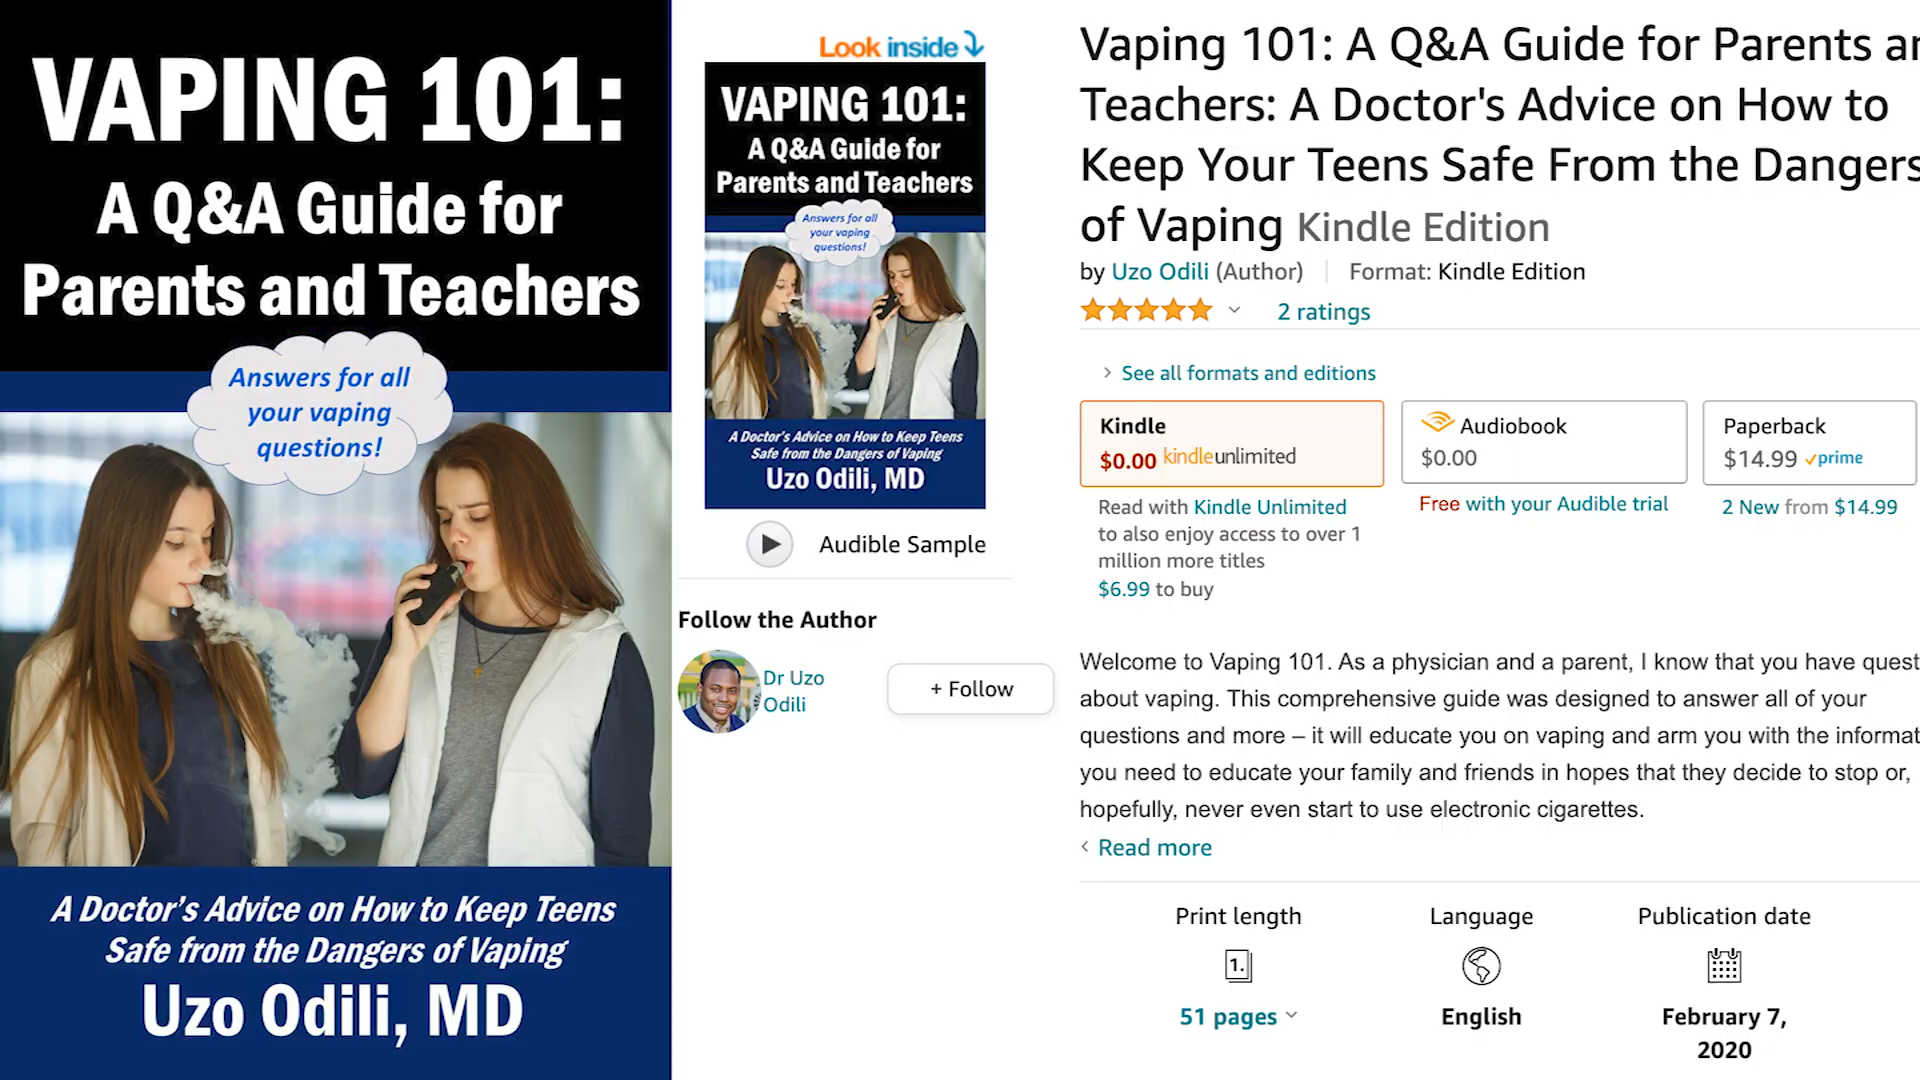 VAPING 101:
A Q&A Guide for
Parents and Teachers
Answers for all
your vaping
questions!
A Doctor's Advice on How to Keep Teens
Safe from the Dangers of Vaping
Uzo Odili, MD
Look inside
VAPING 101:
A Q&A Guide for
Parents and Teachers
Answers for all
your vaping
questions!
A Doctor's Advice on How to Keep Teens
Safe from the Dangers of Vaping
Uzo Odili, MD
Audible Sample
Follow the Author
Dr Uzo
Odili
+ Follow
Vaping 101: A Q&A Guide for Parents
Teachers: A Doctor's Advice on How to
Keep Your Teens Safe From the Dangers
of Vaping Kindle Edition
by Uzo Odili (Author) Format: Kindle Edition
2 ratings
See all formats and editions
Kindle
$0.00 kindleunlimited
Read with Kindle Unlimited
to also enjoy access to over 1
million more titles
$6.99 to buy
Audiobook
$0.00
Free with your Audible trial
Paperback
$14.99 prime
2 New from $14.99
Welcome to Vaping 101. As a physician and a parent, I know that you have quest
about vaping. This comprehensive guide was designed to answer all of your
questions and more – it will educate you on vaping and arm you with the informat
you need to educate your family and friends in hopes that they decide to stop or,
hopefully, never even start to use electronic cigarettes.
Read more
Print length
1.
51 pages
Language
English
Publication date
February 7,
2020